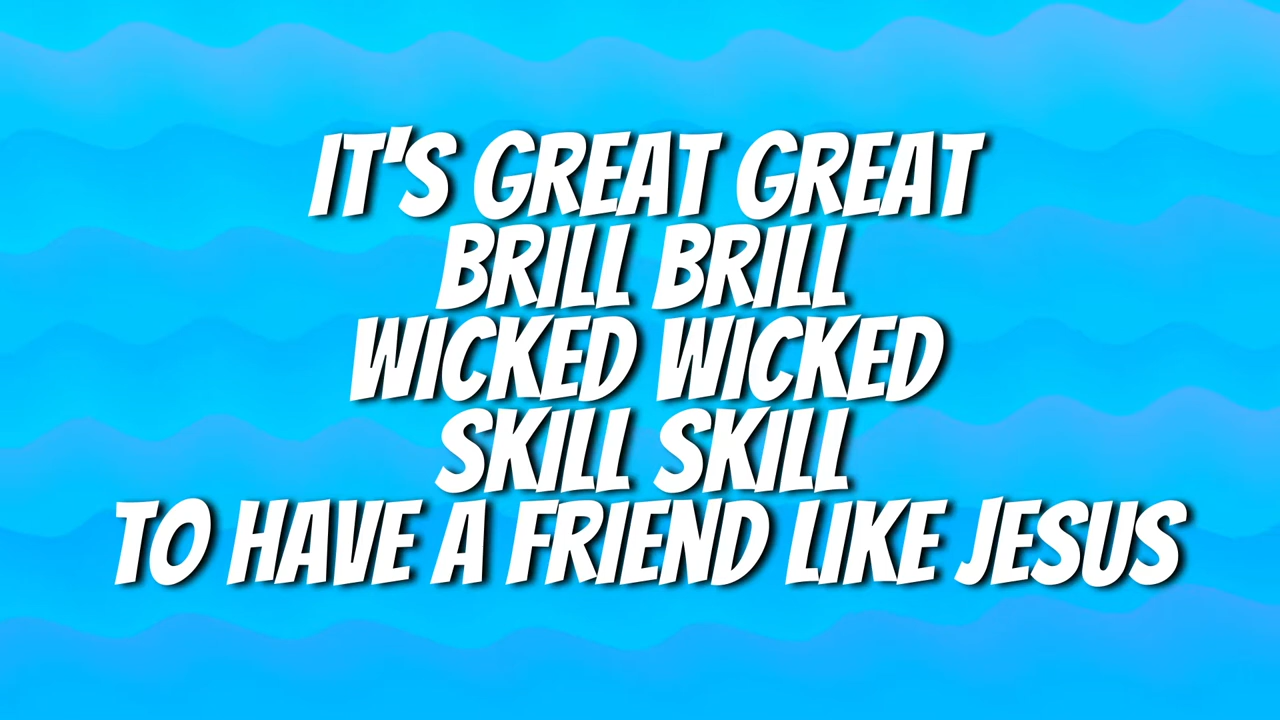 IT'S GREAT GREAT
BRILL BRILL
WICKED WICKED
SKILL SKILL
TO HAVE A FRIEND LIKE JESUS